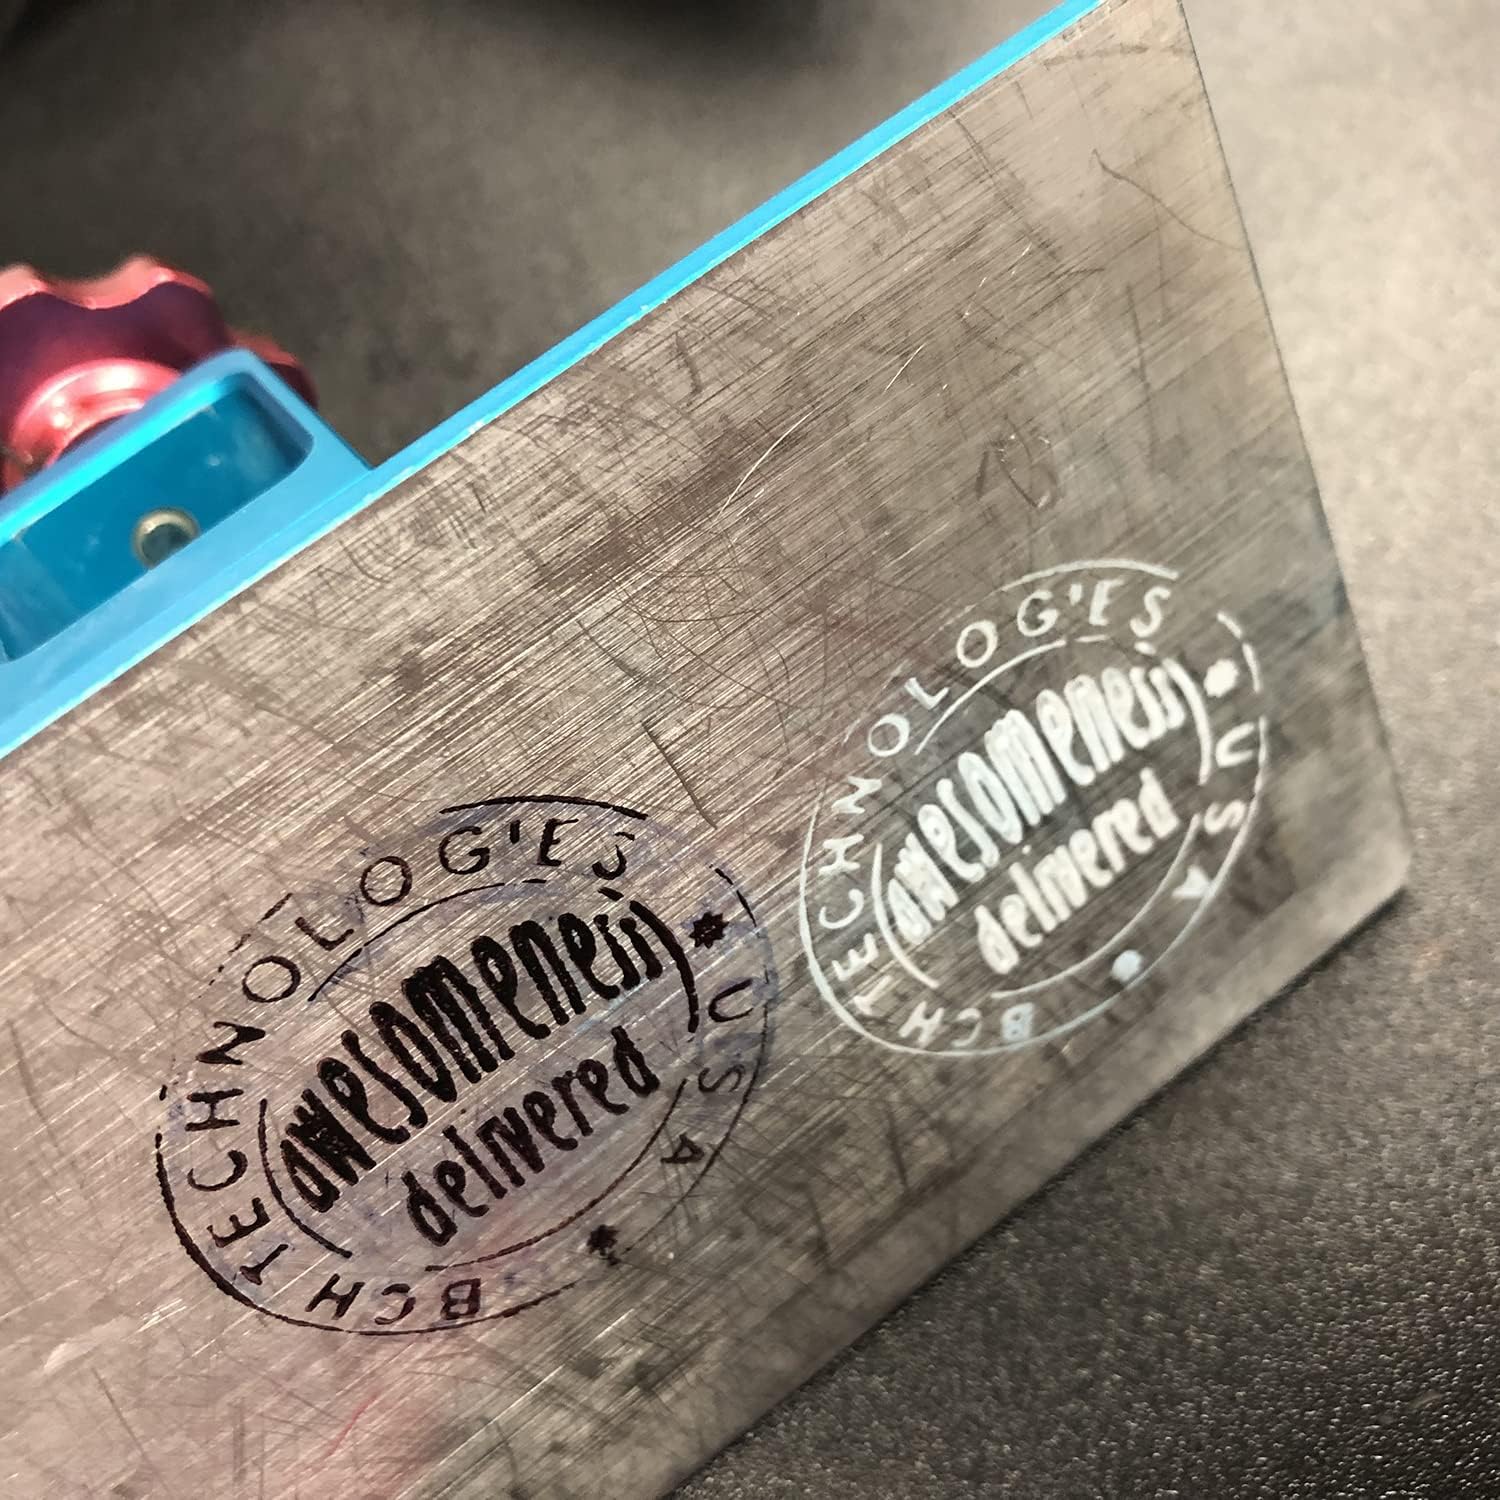 BCH TECHNOLOG'ES
USA
awesomeness
delivered
BCH TECHNOLOG'ES
USA
awesomeness
delivered